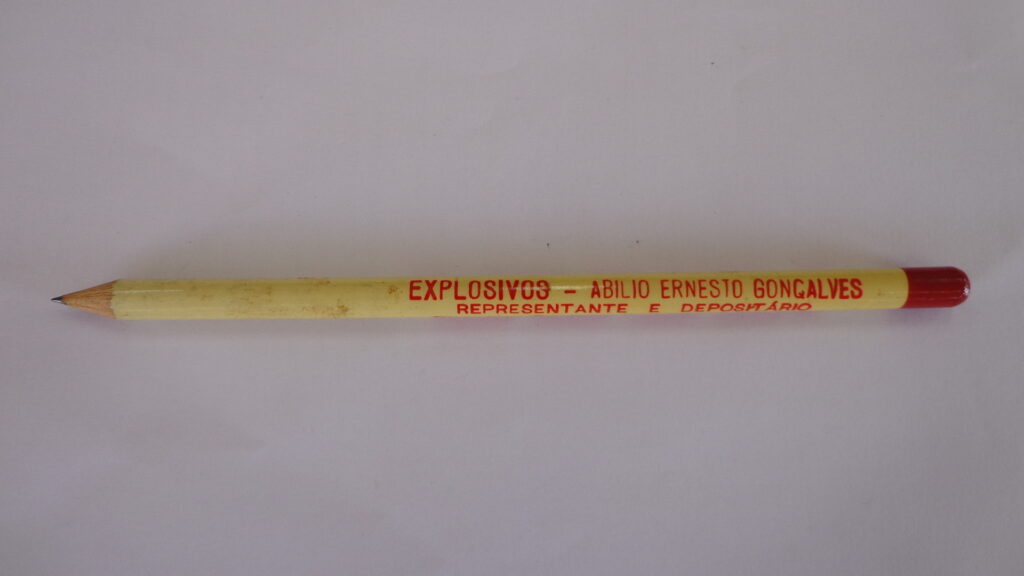 EXPLOSIVOS - ABILIO ERNESTO GONÇALVES
REPRESENTANTE E DEPOSITÁRIO